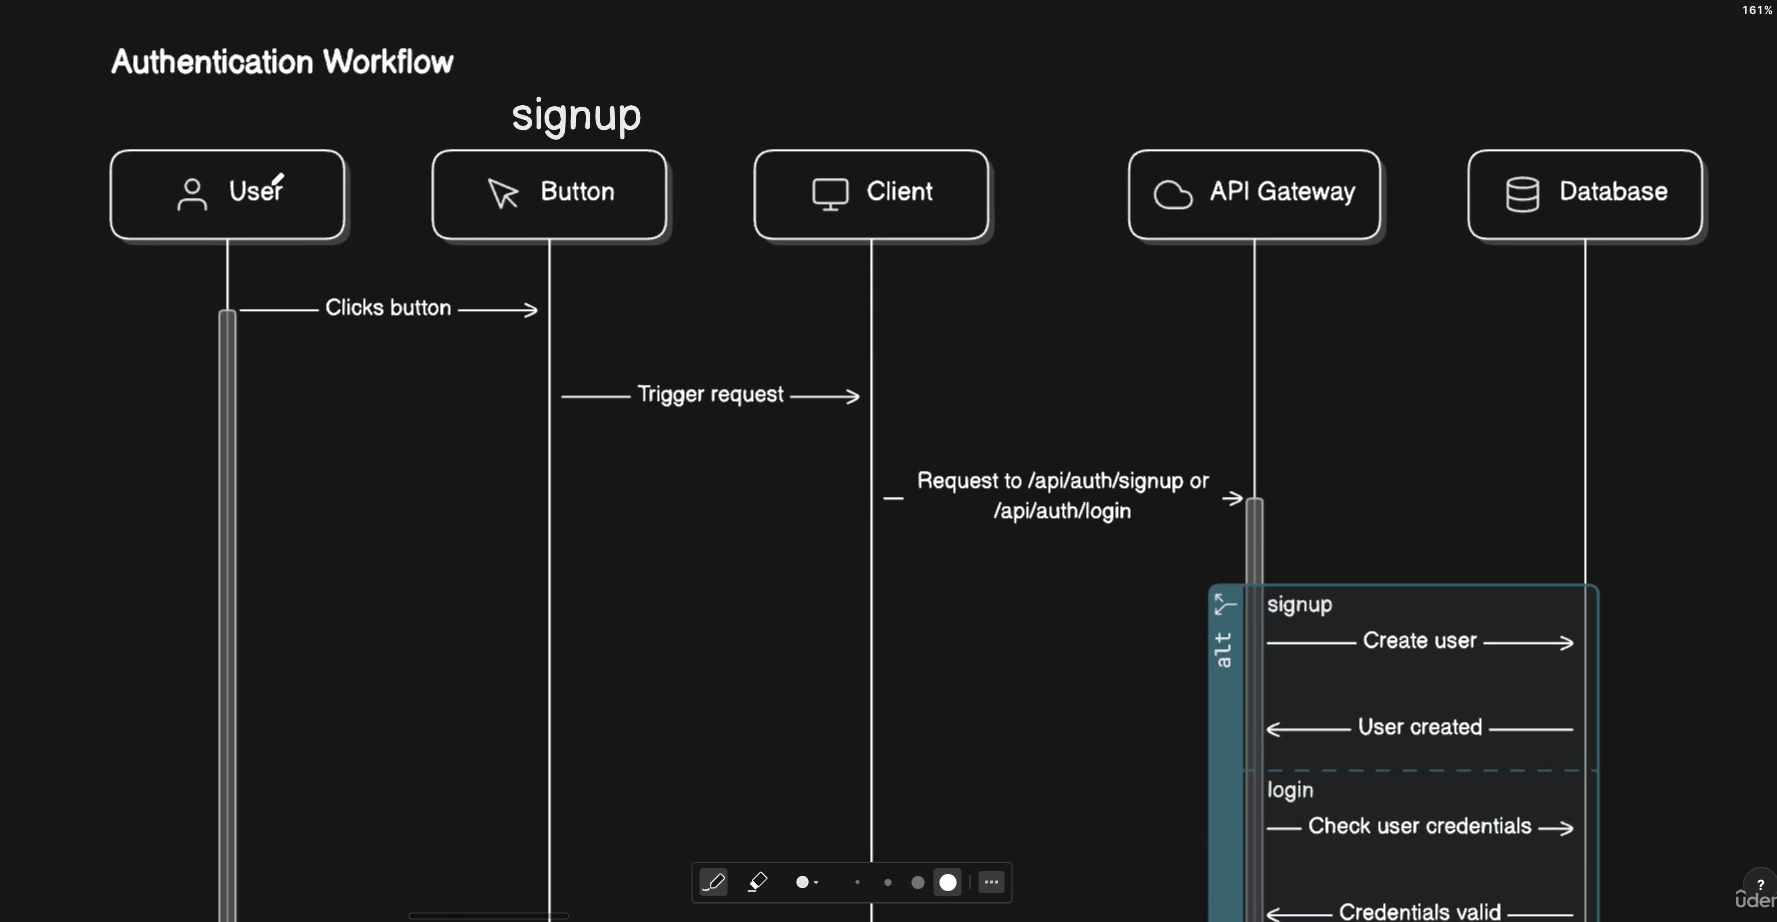 161%
Authentication Workflow
signup
User
Button
Client
API Gateway
Database
Clicks button
Trigger request
Request to /api/auth/signup or
/api/auth/login
alt
signup
Create user
User created
login
Check user credentials
Credentials valid
?